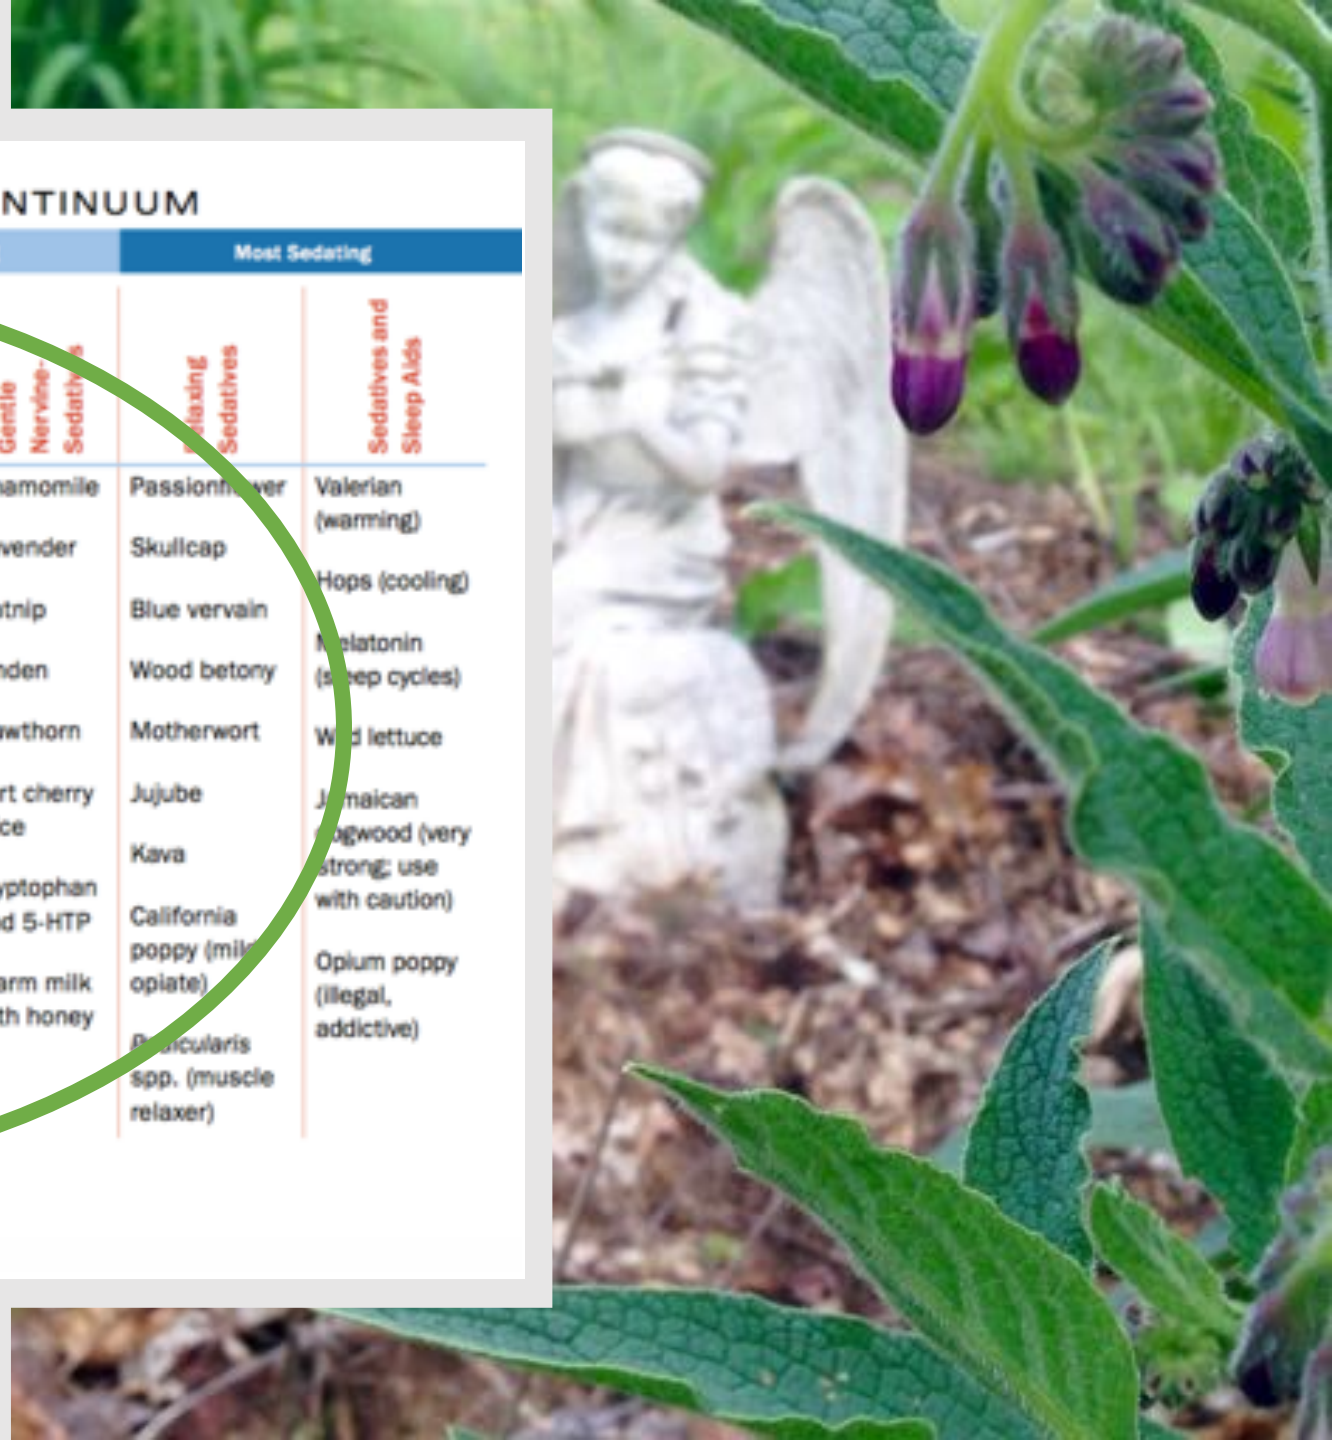 NTINUUM
Most Sedating
Gentle
Nervine-
Sedatives
Relaxing
Sedatives
Sedatives and
Sleep Aids
hamomile
vender
tnip
nden
wthorn
rt cherry
ce
yptophan
d 5-HTP
arm milk
th honey
Passionflower
Skullcap
Blue vervain
Wood betony
Motherwort
Jujube
Kava
California
poppy (mild
opiate)
Pedicularis
spp. (muscle
relaxer)
Valerian
(warming)
Hops (cooling)
Melatonin
(sleep cycles)
Wild lettuce
Jamaican
dogwood (very
strong; use
with caution)
Opium poppy
(illegal,
addictive)